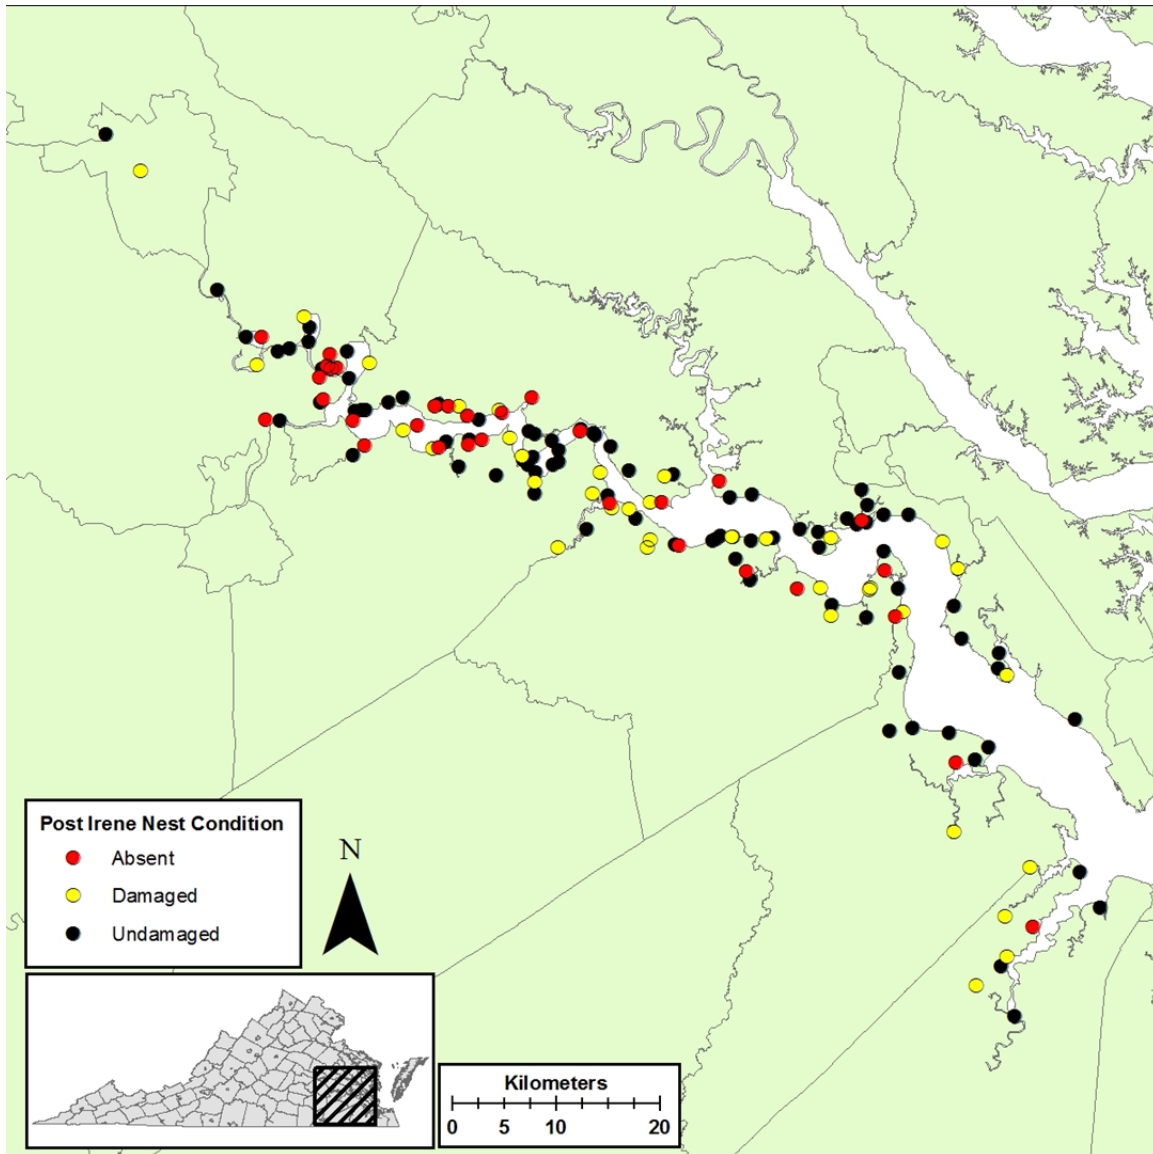 Post Irene Nest Condition
Absent
Damaged
Undamaged
N
Kilometers
0 5 10 20